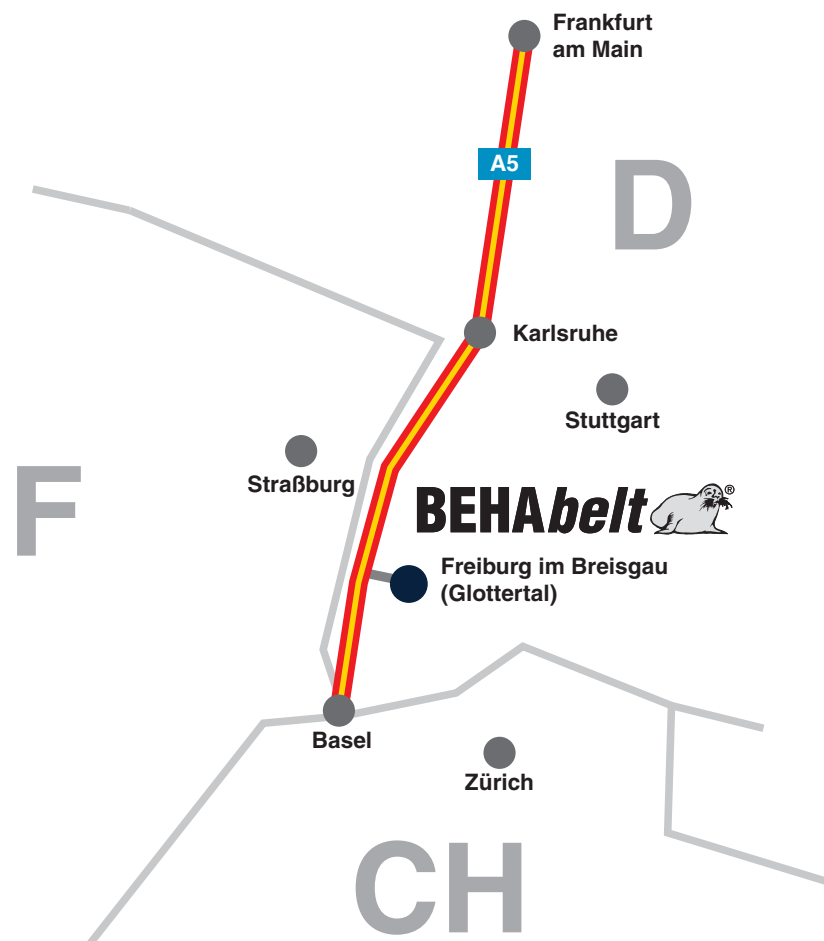 Frankfurt
am Main
A5
D
Karlsruhe
Stuttgart
Straßburg
F
BEHAbelt®
Freiburg im Breisgau
(Glottertal)
Basel
Zürich
CH